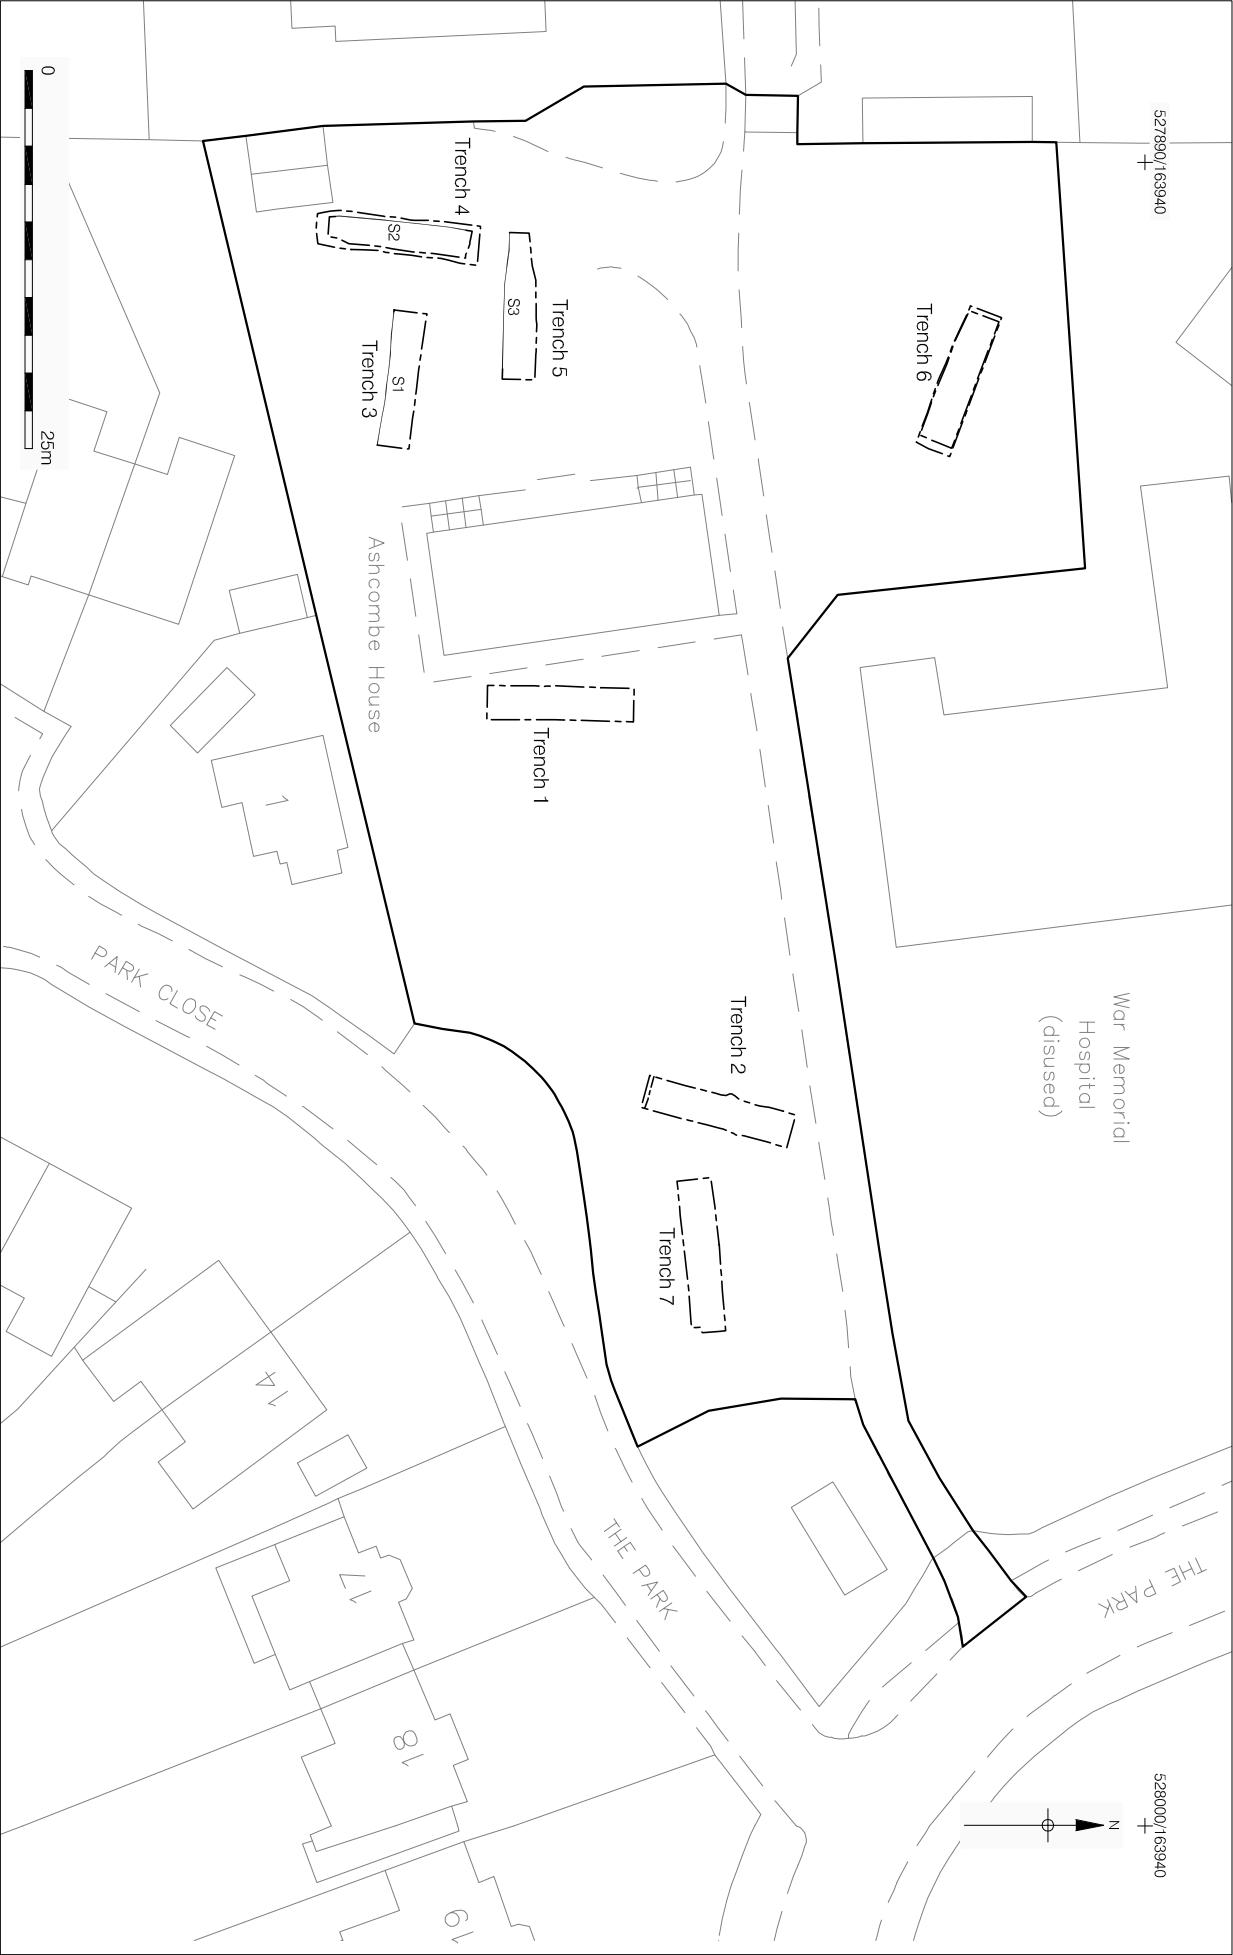 527890/163940
528000/163940
N
War Memorial
Hospital
(disused)
THE PARK
Trench 6
Trench 2
Trench 7
Trench 5
S3
Trench 1
Trench 4
S2
S1
Trench 3
Ashcombe House
THE PARK
PARK CLOSE
1
14
17
18
19
0
25m